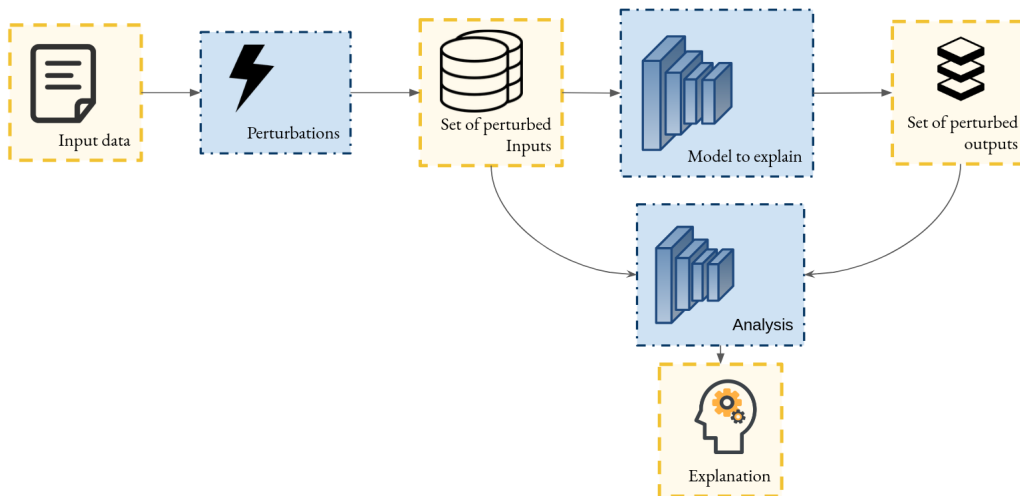 Input data
Perturbations
Set of perturbed
Inputs
Model to explain
Set of perturbed
outputs
Analysis
Explanation